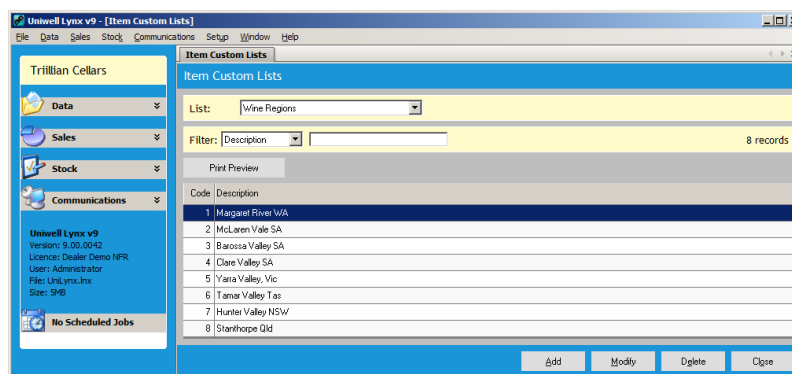 Uniwell Lynx v9 - [Item Custom Lists]
File Data Sales Stock Communications Setup Window Help
Triillian Cellars
Data
Sales
Stock
Communications
Uniwell Lynx v9
Version: 9.00.0042
Licence: Dealer Demo NFR
User: Administrator
File: UniLynx.lnx
Size: 5MB
No Scheduled Jobs
Item Custom Lists
Item Custom Lists
List: Wine Regions
Filter: Description 8 records
Print Preview
Code Description
1 Margaret River WA
2 McLaren Vale SA
3 Barossa Valley SA
4 Clare Valley SA
5 Yarra Valley, Vic
6 Tamar Valley Tas
7 Hunter Valley NSW
8 Stanthorpe Qld
Add Modify Delete Close